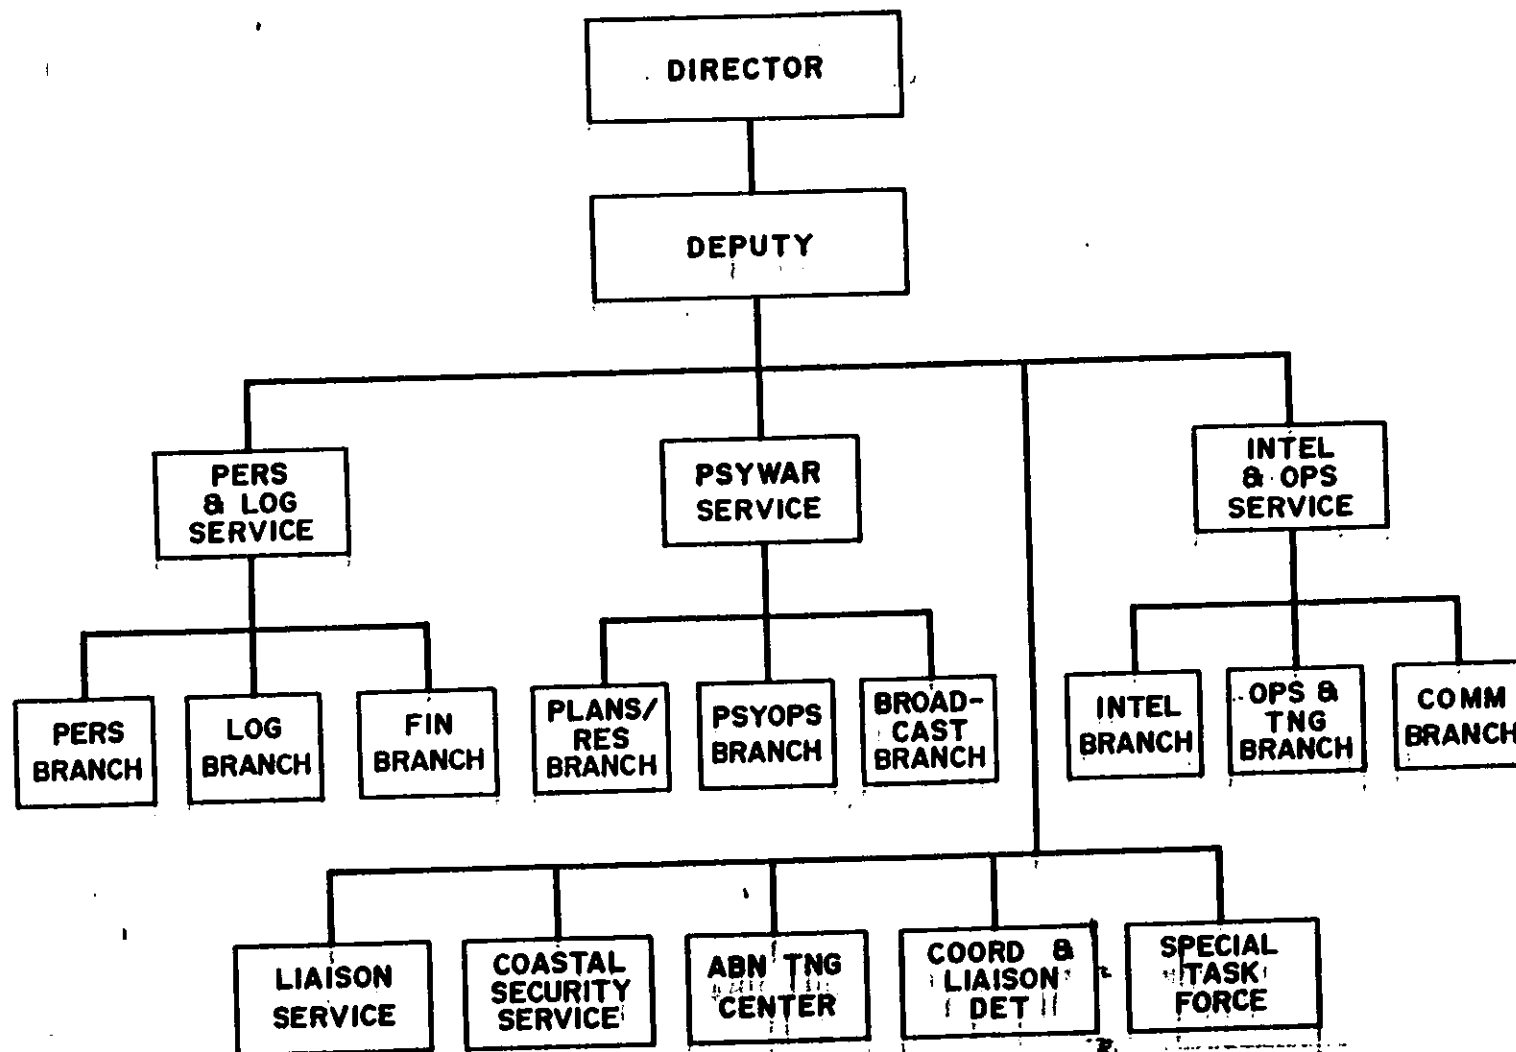 DIRECTOR
DEPUTY
PERS
& LOG
SERVICE
PSYWAR
SERVICE
INTEL
& OPS
SERVICE
PERS
BRANCH
LOG
BRANCH
FIN
BRANCH
PLANS/
RES
BRANCH
PSYOPS
BRANCH
BROAD-
CAST
BRANCH
INTEL
BRANCH
OPS &
TNG
BRANCH
COMM
BRANCH
LIAISON
SERVICE
COASTAL
SECURITY
SERVICE
ABN TNG
CENTER
COORD &
LIAISON
DET
SPECIAL
TASK
FORCE